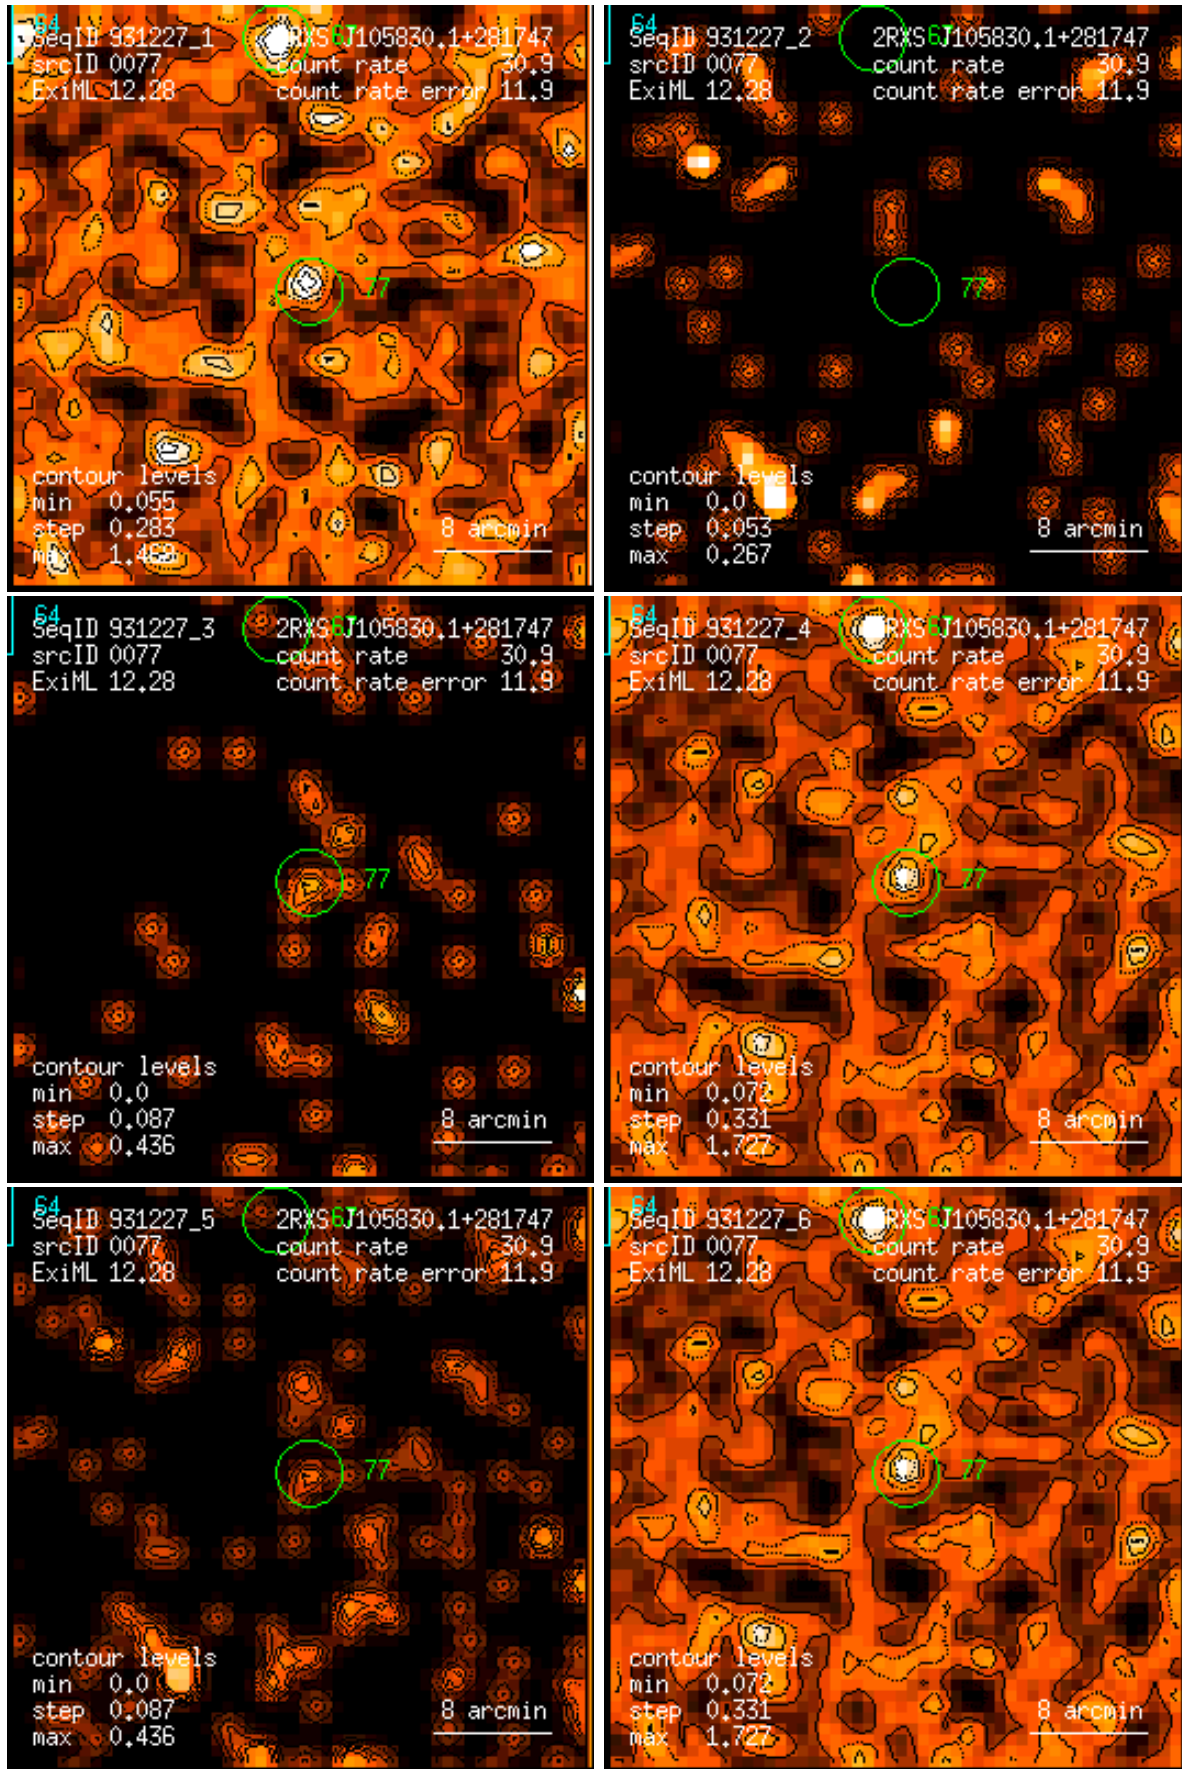 64
SeqID 931227_1 2RXS J105830.1+281747
67
srcID 0077 count rate 30.9
ExiML 12.28 count rate error 11.9
77
contour levels
min 0.055
step 0.283 8 arcmin
max 1.469
64
SeqID 931227_2 2RXS J105830.1+281747
67
srcID 0077 count rate 30.9
ExiML 12.28 count rate error 11.9
77
contour levels
min 0.0
step 0.053 8 arcmin
max 0.267
64
SeqID 931227_3 2RXS J105830.1+281747
67
srcID 0077 count rate 30.9
ExiML 12.28 count rate error 11.9
77
contour levels
min 0.0
step 0.087 8 arcmin
max 0.436
64
SeqID 931227_4 2RXS J105830.1+281747
67
srcID 0077 count rate 30.9
ExiML 12.28 count rate error 11.9
77
contour levels
min 0.072
step 0.331 8 arcmin
max 1.727
64
SeqID 931227_5 2RXS J105830.1+281747
67
srcID 0077 count rate 30.9
ExiML 12.28 count rate error 11.9
77
contour levels
min 0.0
step 0.087 8 arcmin
max 0.436
64
SeqID 931227_6 2RXS J105830.1+281747
67
srcID 0077 count rate 30.9
ExiML 12.28 count rate error 11.9
77
contour levels
min 0.072
step 0.331 8 arcmin
max 1.727